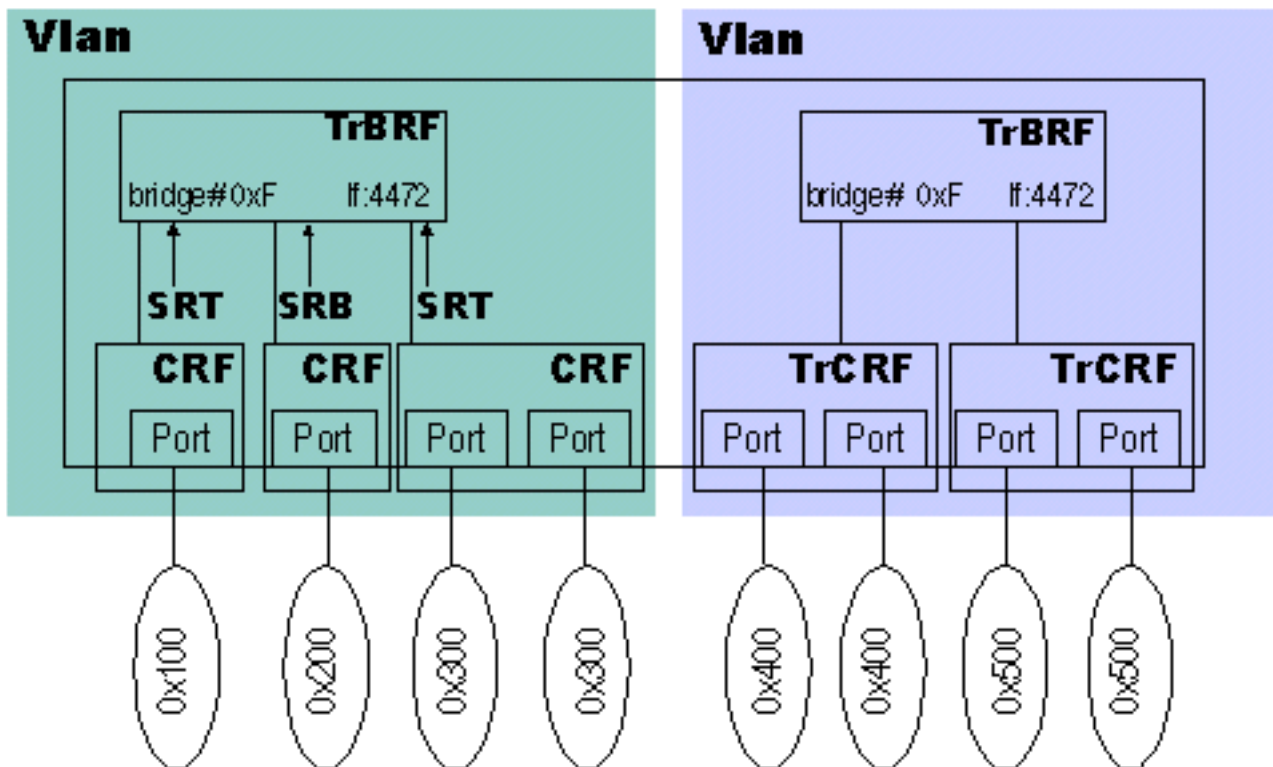 Vlan
TrBRF
bridge# 0xF lf:4472
SRT SRB SRT
CRF CRF CRF
Port Port Port Port
0x100 0x200 0x300 0x300
Vlan
TrBRF
bridge# 0xF lf:4472
TrCRF TrCRF
Port Port Port Port
0x400 0x400 0x500 0x500